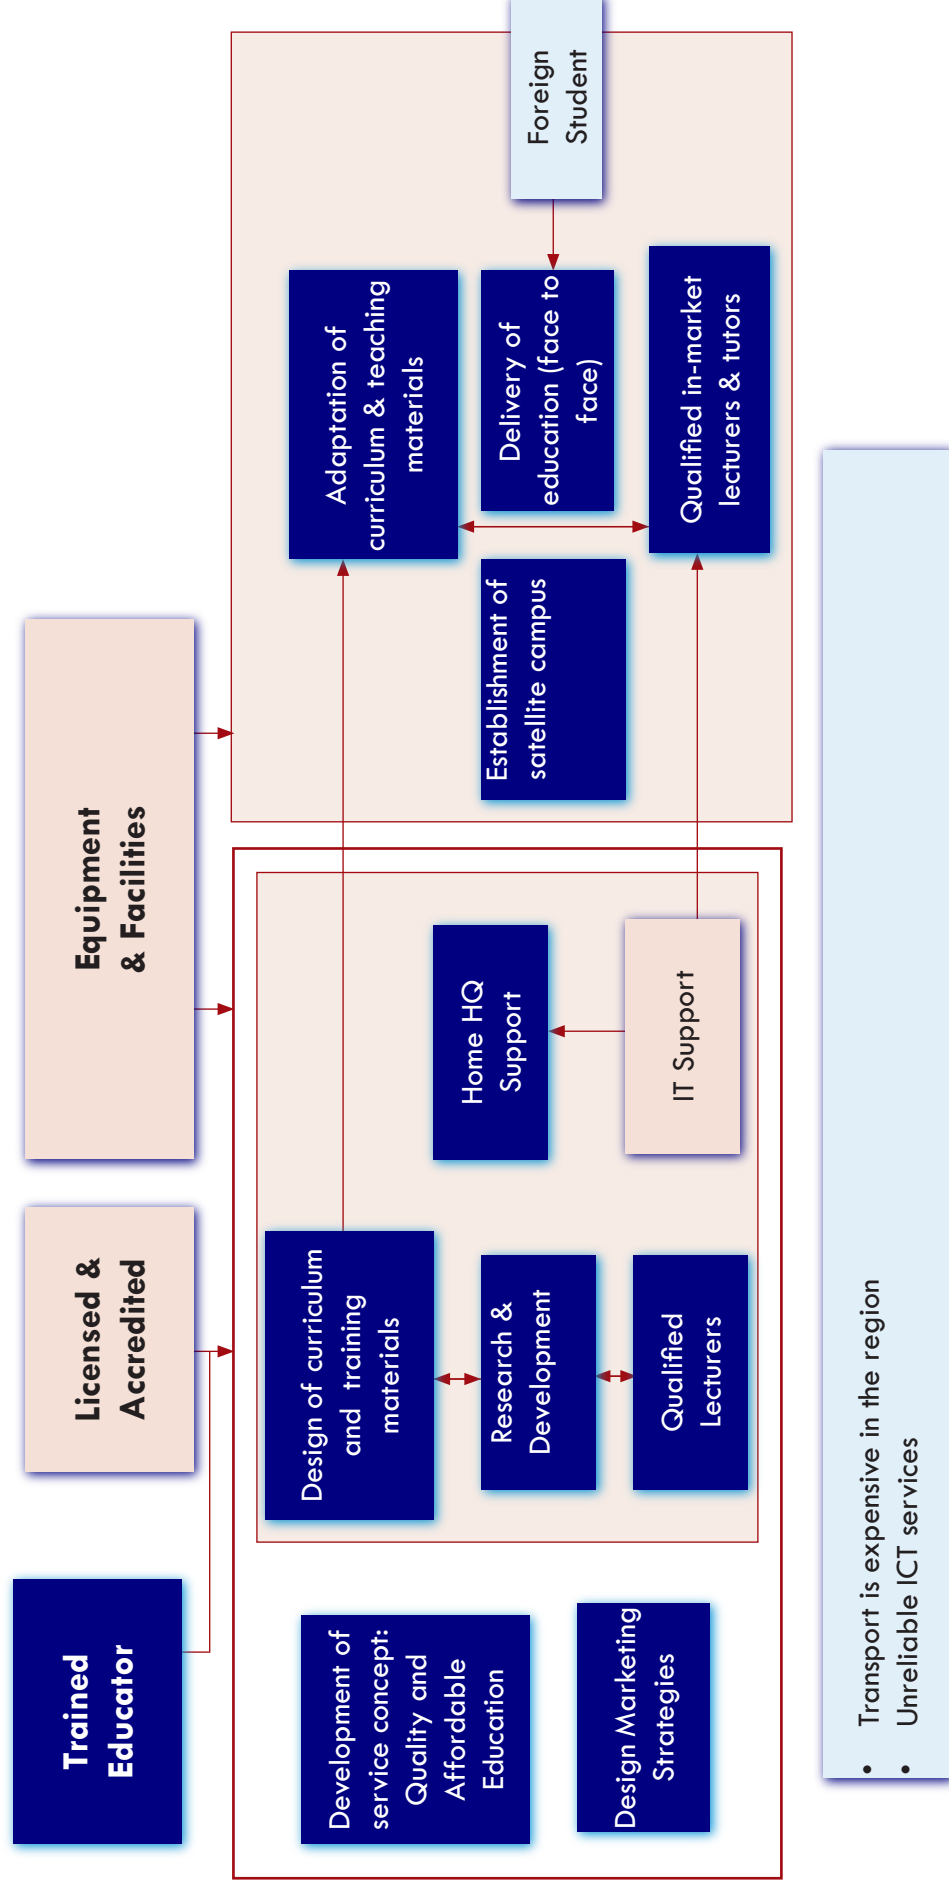 Trained
Educator
Licensed &
Accredited
Equipment
& Facilities
Development of
service concept:
Quality and
Affordable
Education
Design Marketing
Strategies
Design of curriculum
and training
materials
Research &
Development
Qualified
Lecturers
Home HQ
Support
IT Support
Adaptation of
curriculum & teaching
materials
Establishment of
satellite campus
Delivery of
education (face to
face)
Qualified in-market
lecturers & tutors
Foreign
Student
• Transport is expensive in the region
• Unreliable ICT services